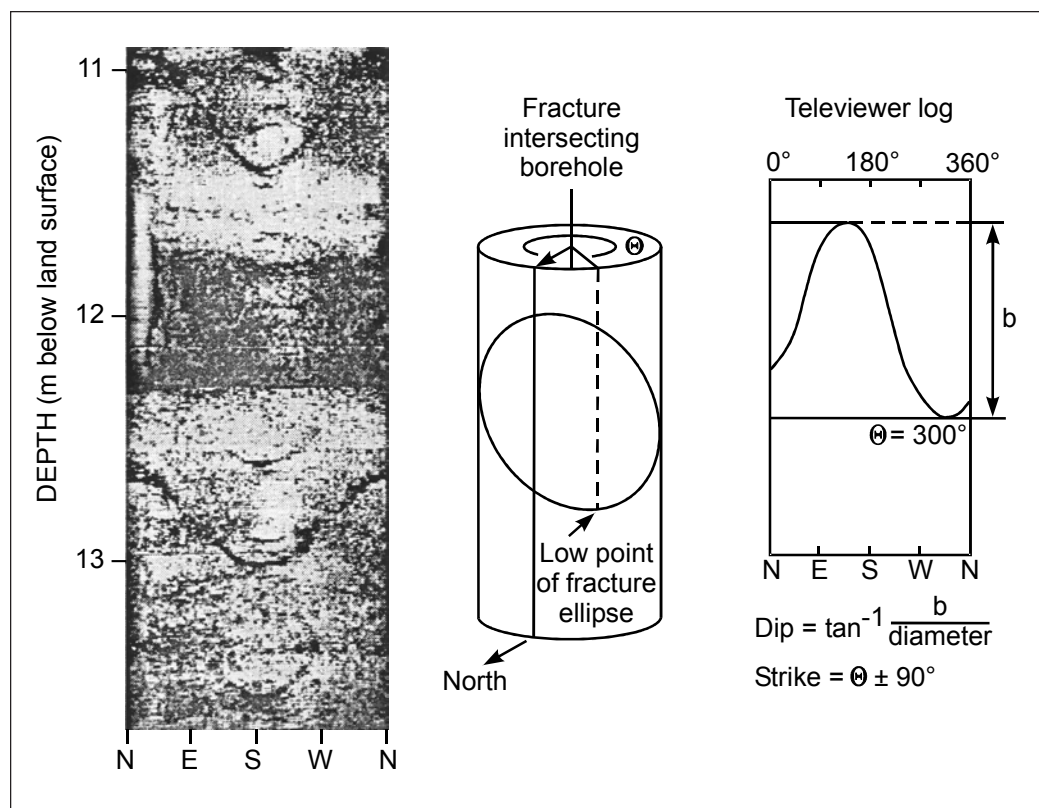 DEPTH (m below land surface)
11
12
13
N E S W N
Fracture
intersecting
borehole
Θ
Low point
of fracture
ellipse
North
Televiewer log
0° 180° 360°
b
Θ = 300°
N E S W N
Dip = tan⁻¹ b/diameter
Strike = Θ ± 90°